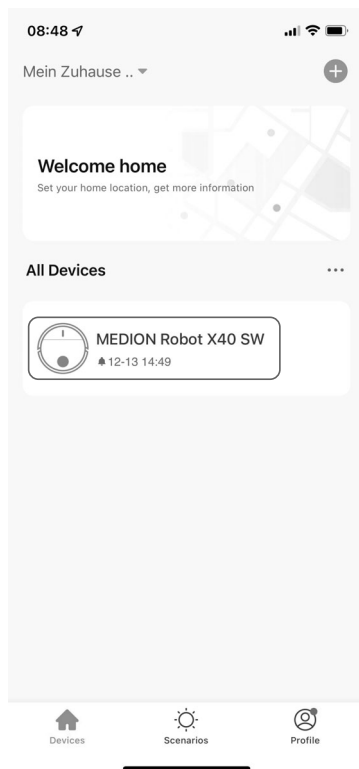 08:48
Mein Zuhause ..
Welcome home
Set your home location, get more information
All Devices
...
MEDION Robot X40 SW
12-13 14:49
Devices
Scenarios
Profile